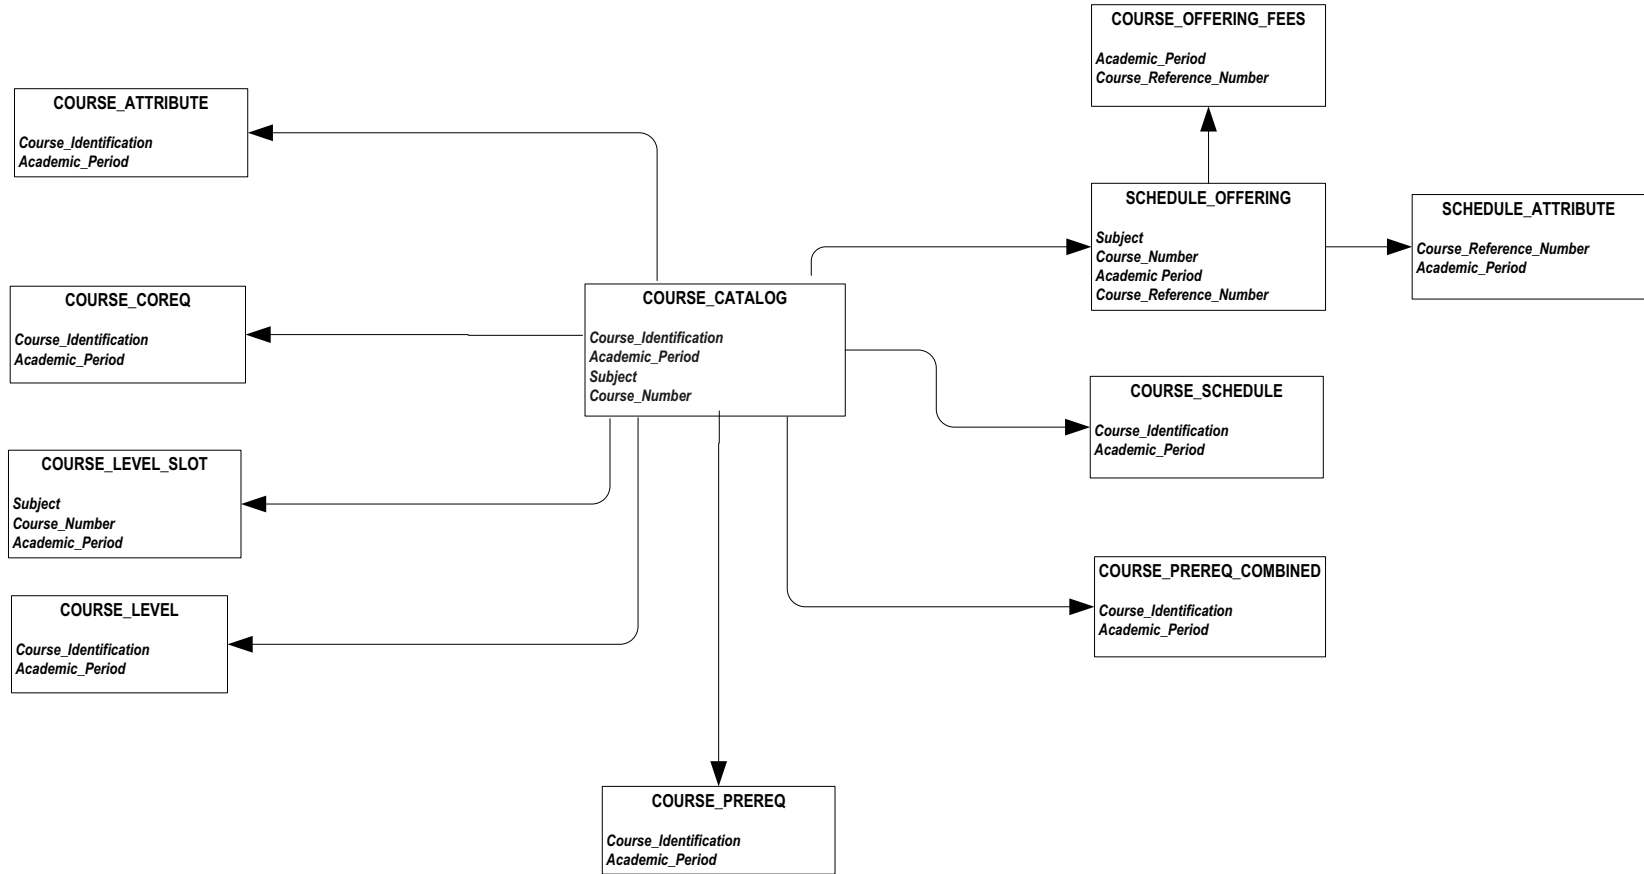 COURSE_OFFERING_FEES
Academic_Period
Course_Reference_Number
COURSE_ATTRIBUTE
Course_Identification
Academic_Period
SCHEDULE_OFFERING
Subject
Course_Number
Academic Period
Course_Reference_Number
SCHEDULE_ATTRIBUTE
Course_Reference_Number
Academic_Period
COURSE_COREQ
Course_Identification
Academic_Period
COURSE_CATALOG
Course_Identification
Academic_Period
Subject
Course_Number
COURSE_SCHEDULE
Course_Identification
Academic_Period
COURSE_LEVEL_SLOT
Subject
Course_Number
Academic_Period
COURSE_PREREQ_COMBINED
Course_Identification
Academic_Period
COURSE_LEVEL
Course_Identification
Academic_Period
COURSE_PREREQ
Course_Identification
Academic_Period